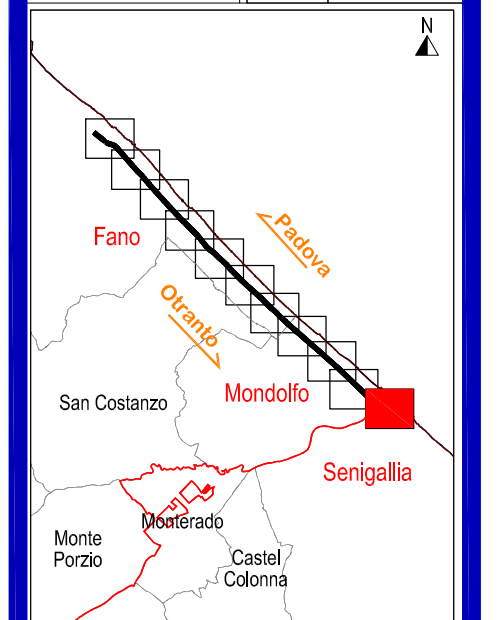 N
Padova
Fano
Otranto
Mondolfo
San Costanzo
Senigallia
Monterado
Monte
Porzio
Castel
Colonna